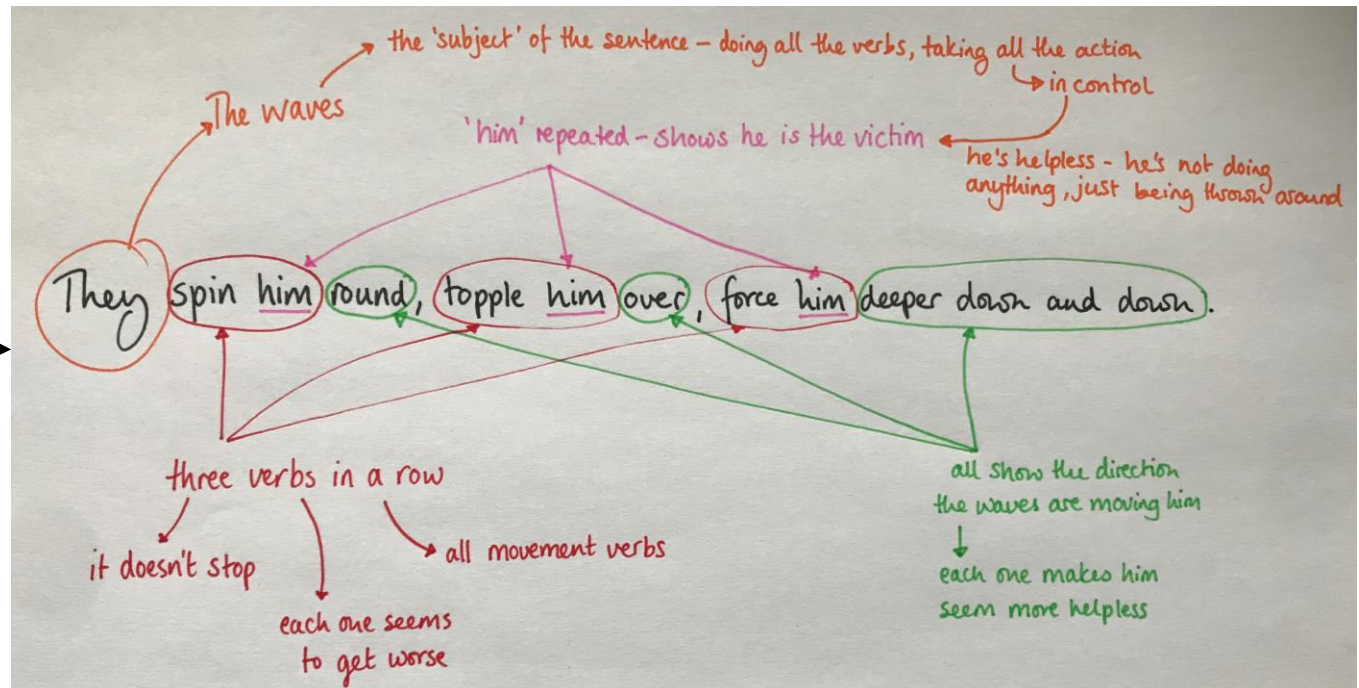 the 'subject' of the sentence – doing all the verbs, taking all the action
in control
The waves
'him' repeated – shows he is the victim
he's helpless – he's not doing
anything, just being thrown around
They spin him round, topple him over, force him deeper down and down.
three verbs in a row
it doesn't stop
each one seems
to get worse
all movement verbs
all show the direction
the waves are moving him
each one makes him
seem more helpless